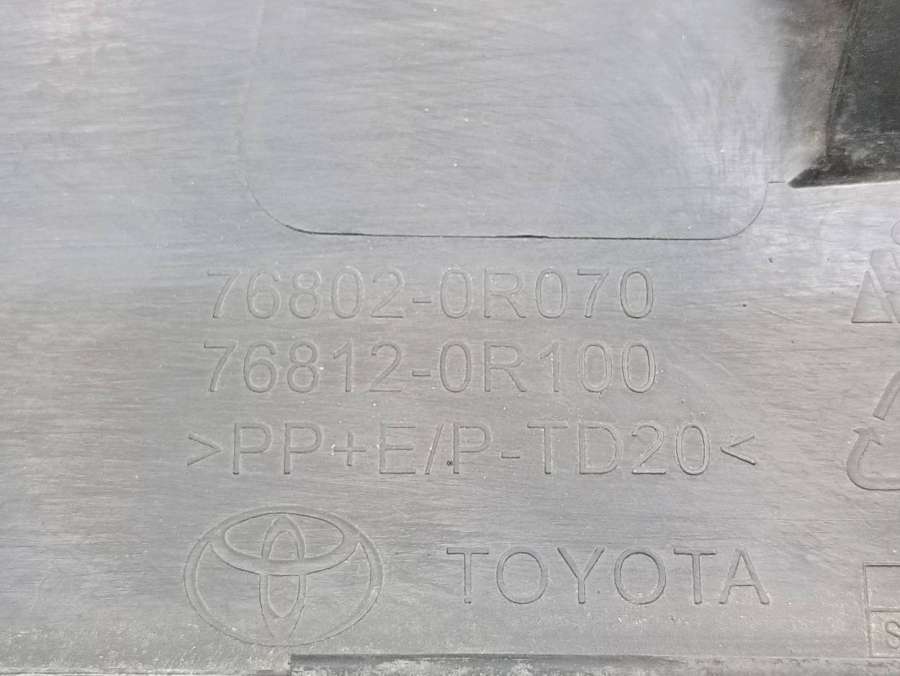 76802-0R070
76812-0R100
>PP+E/P-TD20<
TOYOTA
S